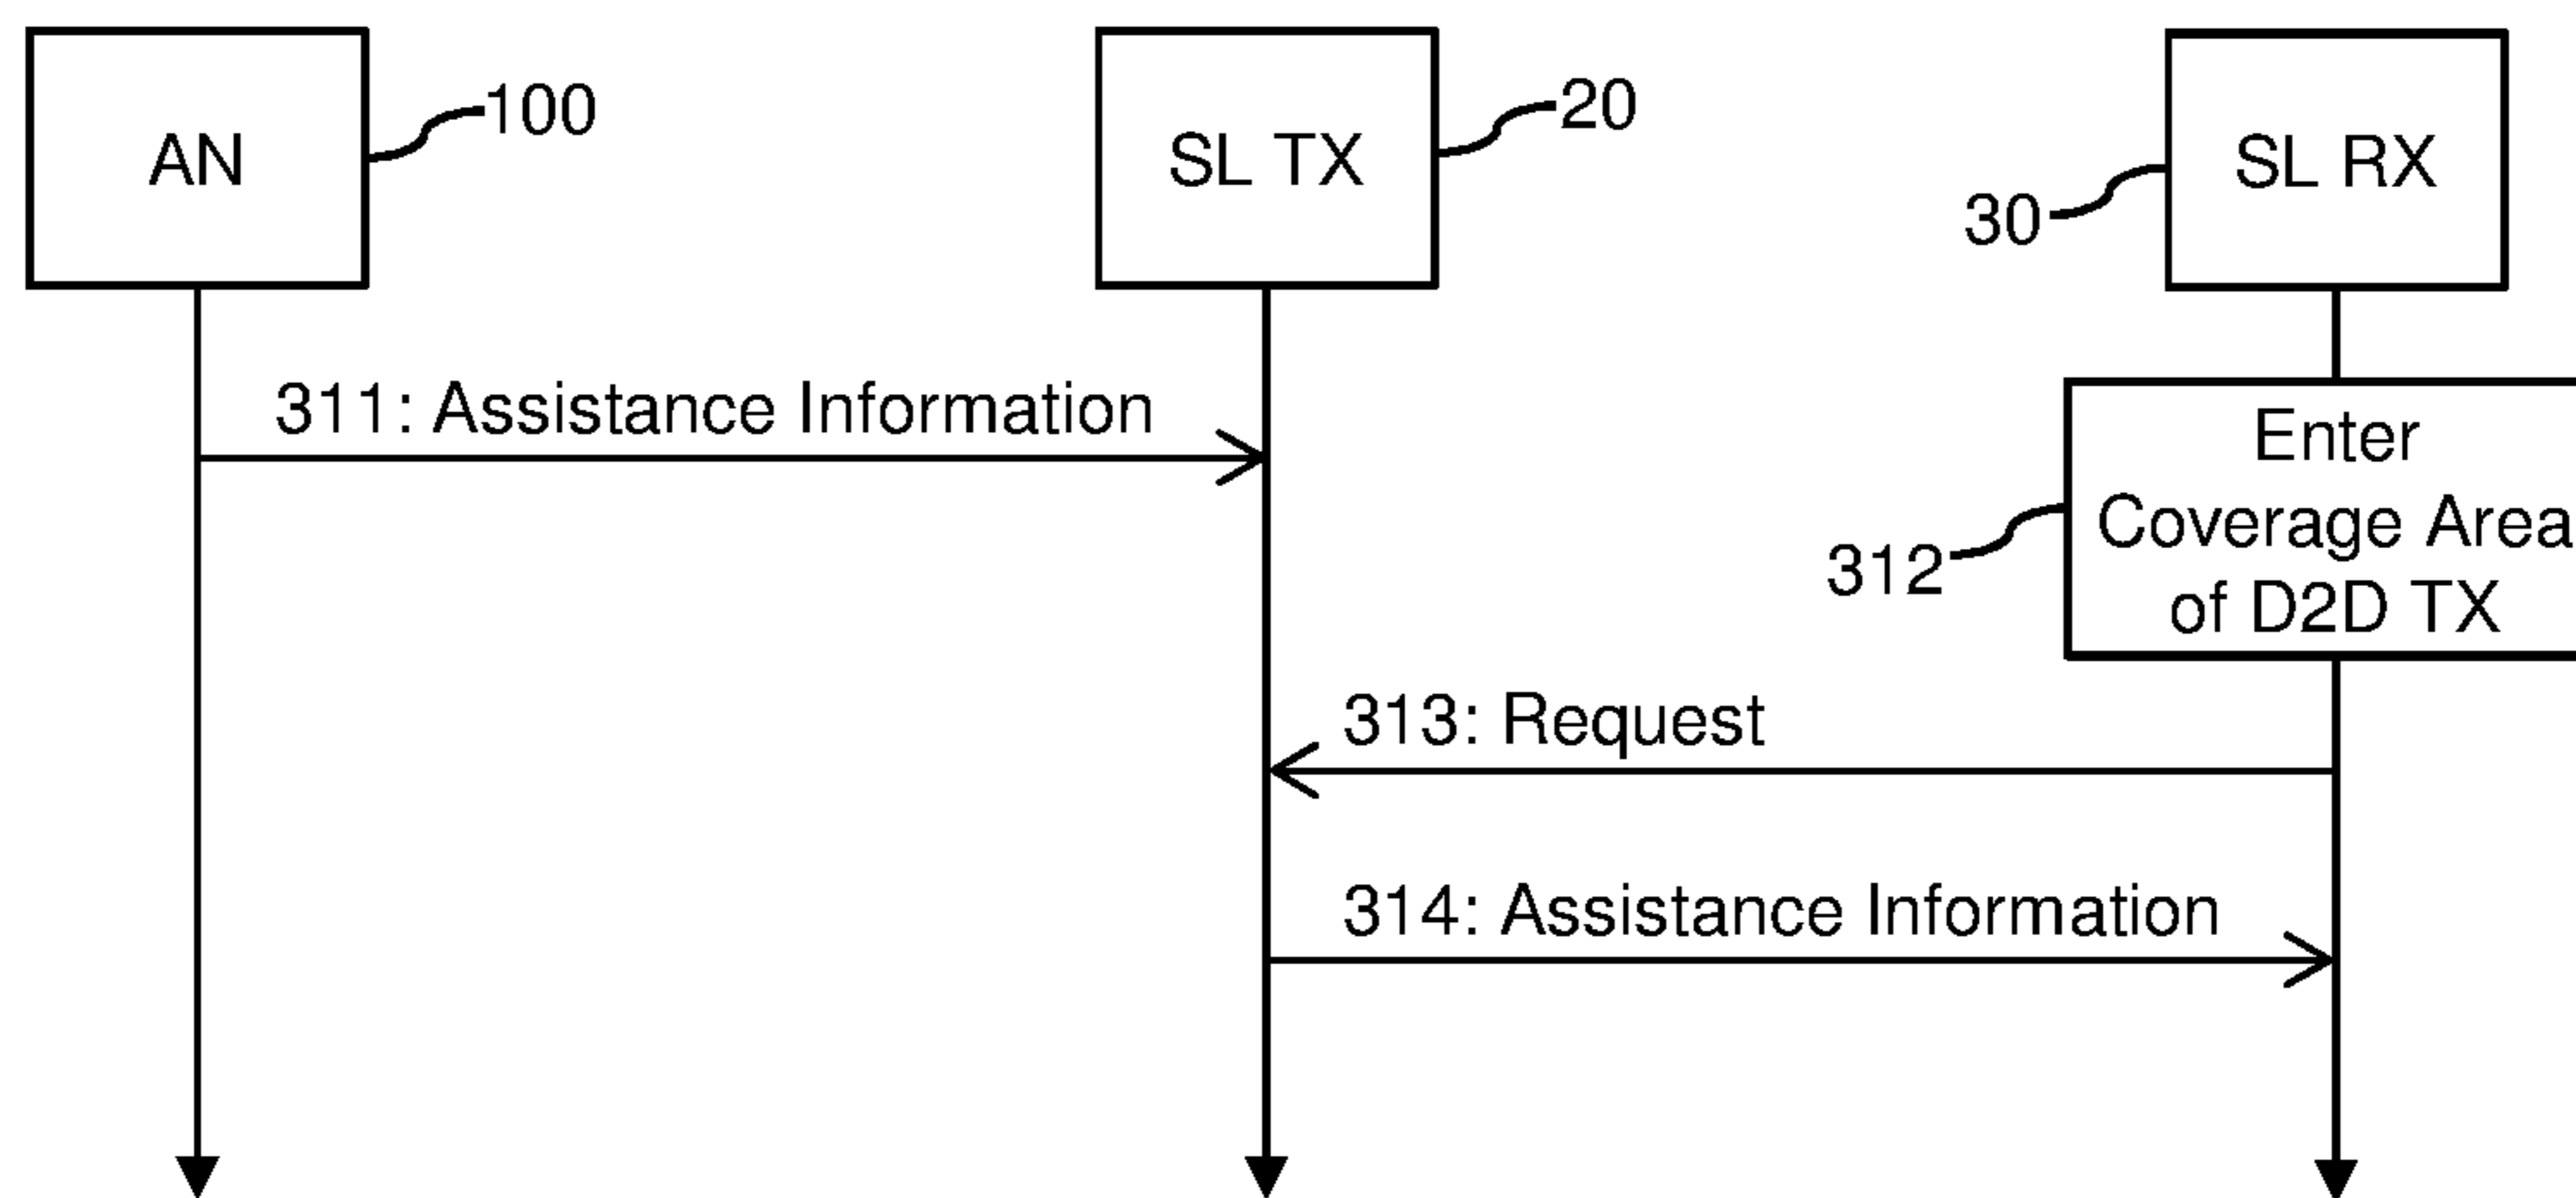 AN
100
SL TX
20
SL RX
30
311: Assistance Information
Enter
Coverage Area
of D2D TX
312
313: Request
314: Assistance Information